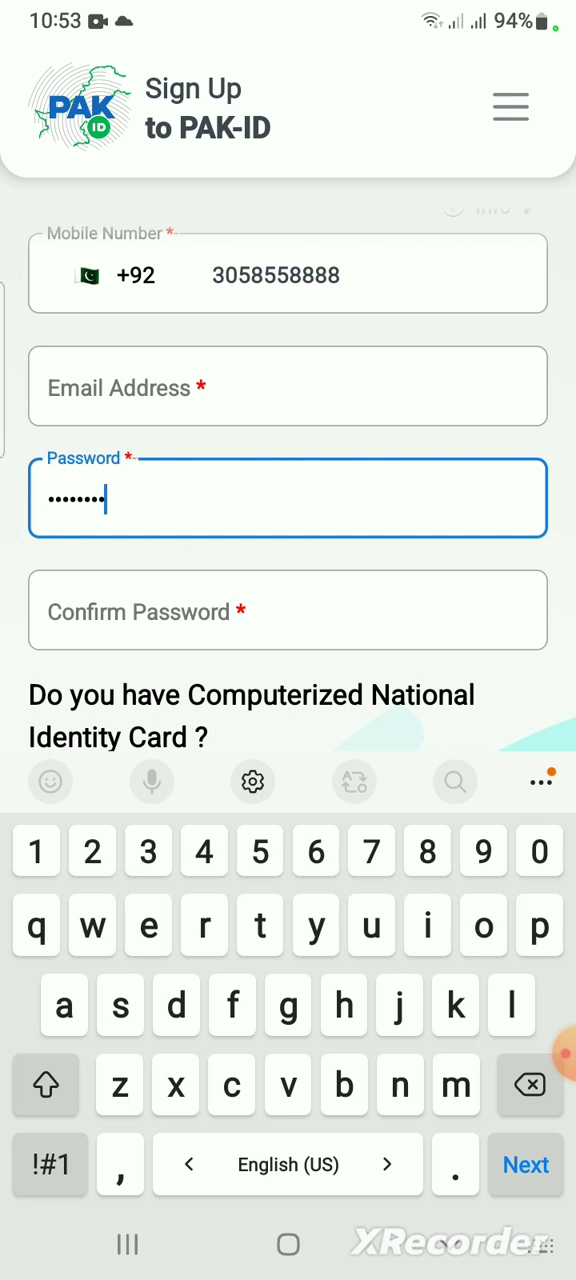 10:53
94%
PAK
ID
Sign Up
to PAK-ID
Mobile Number *
+92 3058558888
Email Address *
Password *
••••••••
Confirm Password *
Do you have Computerized National
Identity Card ?
1 2 3 4 5 6 7 8 9 0
q w e r t y u i o p
a s d f g h j k l
z x c v b n m
!#1 , < English (US) > . Next
XRecorder